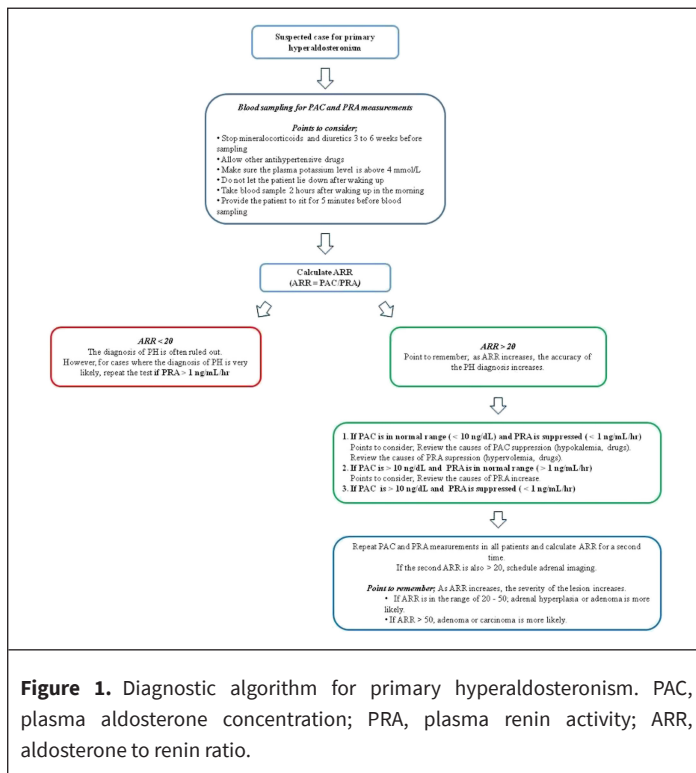 Suspected case for primary
hyperaldosteronism
Blood sampling for PAC and PRA measurements
Points to consider;
• Stop mineralocorticoids and diuretics 3 to 6 weeks before
sampling
• Allow other antihypertensive drugs
• Make sure the plasma potassium level is above 4 mmol/L
• Do not let the patient lie down after waking up
• Take blood sample 2 hours after waking up in the morning
• Provide the patient to sit for 5 minutes before blood
sampling
Calculate ARR
(ARR = PAC/PRA)
ARR < 20
The diagnosis of PH is often ruled out.
However, for cases where the diagnosis of PH is very
likely, repeat the test if PRA > 1 ng/mL/hr
ARR > 20
Point to remember; as ARR increases, the accuracy of
the PH diagnosis increases.
1. If PAC is in normal range ( < 10 ng/dL) and PRA is suppressed ( < 1 ng/mL/hr)
Points to consider, Review the causes of PAC suppression (hypokalemia, drugs).
Review the causes of PRA supression (hypervolemia, drugs).
2. If PAC is > 10 ng/dL and PRA is in normal range ( > 1 ng/mL/hr)
Points to consider, Review the causes of PRA increase
3. If PAC is > 10 ng/dL and PRA is suppressed ( < 1 ng/mL/hr)
Repeat PAC and PRA measurements in all patients and calculate ARR for a second
time.
If the second ARR is also > 20, schedule adrenal imaging.
Point to remember; As ARR increases, the severity of the lesion increases.
• If ARR is in the range of 20 - 50; adrenal hyperplasia or adenoma is more
likely.
• If ARR > 50; adenoma or carcinoma is more likely.
Figure 1. Diagnostic algorithm for primary hyperaldosteronism. PAC,
plasma aldosterone concentration; PRA, plasma renin activity; ARR,
aldosterone to renin ratio.